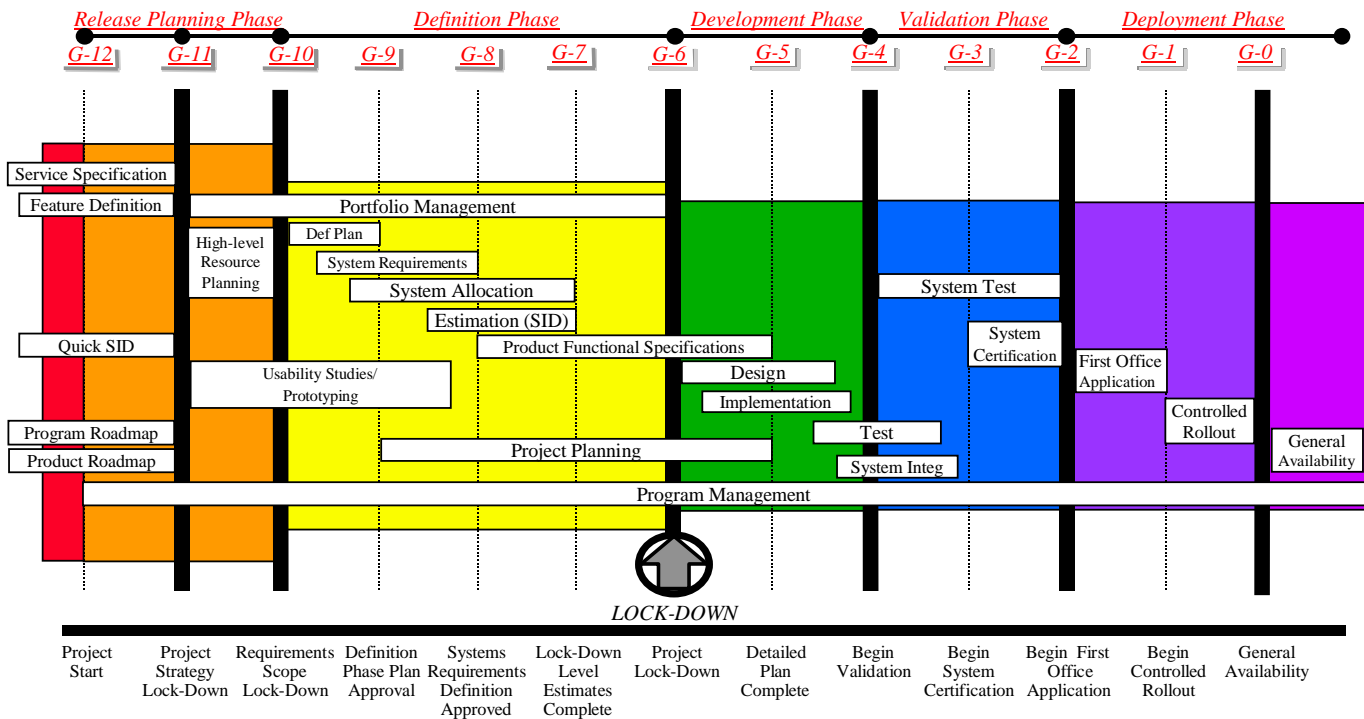 Release Planning Phase
Definition Phase
Development Phase
Validation Phase
Deployment Phase
G-12
G-11
G-10
G-9
G-8
G-7
G-6
G-5
G-4
G-3
G-2
G-1
G-0
Service Specification
Feature Definition
Portfolio Management
High-level
Resource
Planning
Def Plan
System Requirements
System Allocation
System Test
Estimation (SID)
Quick SID
Product Functional Specifications
System
Certification
First Office
Application
Usability Studies/
Prototyping
Design
Implementation
Controlled
Rollout
Program Roadmap
Test
General
Availability
Project Planning
Product Roadmap
System Integ
Program Management
LOCK-DOWN
Project
Start
Project
Strategy
Lock-Down
Requirements
Scope
Lock-Down
Definition
Phase Plan
Approval
Systems
Requirements
Definition
Approved
Lock-Down
Level
Estimates
Complete
Project
Lock-Down
Detailed
Plan
Complete
Begin
Validation
Begin
System
Certification
Begin First
Office
Application
Begin
Controlled
Rollout
General
Availability